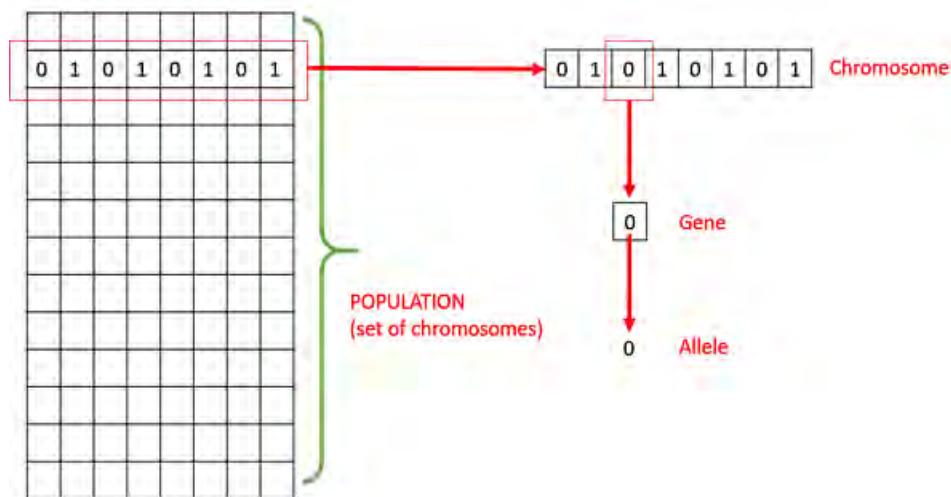 0 1 0 1 0 1 0 1
0 1 0 1 0 1 0 1 Chromosome
0 Gene
POPULATION
(set of chromosomes)
0 Allele